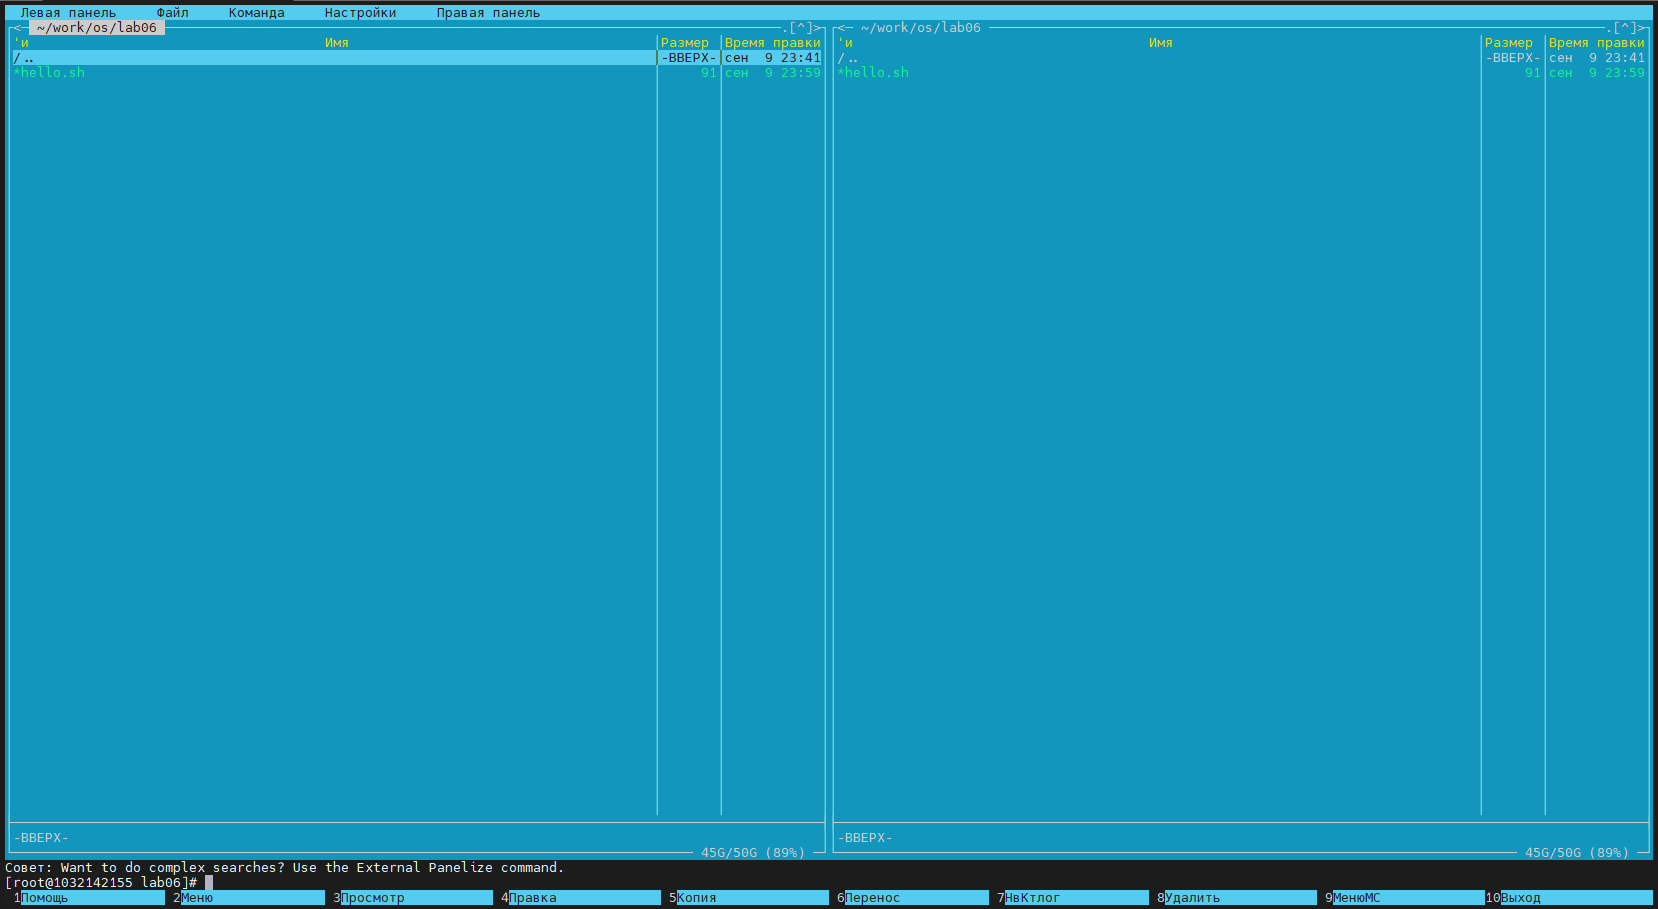 Левая панель Файл Команда Настройки Правая панель
<─ ~/work/os/lab06 .[^]> <─ ~/work/os/lab06 .[^]>
'и Имя Размер Время правки 'и Имя Размер Время правки
/.. -ВВЕРХ- сен 9 23:41 /.. -ВВЕРХ- сен 9 23:41
*hello.sh 91 сен 9 23:59 *hello.sh 91 сен 9 23:59
-ВВЕРХ- -ВВЕРХ-
45G/50G (89%) 45G/50G (89%)
Совет: Want to do complex searches? Use the External Panelize command.
[root@1032142155 lab06]#
1Помощь 2Меню 3Просмотр 4Правка 5Копия 6Перенос 7НвКтлог 8Удалить 9МенюMC 10Выход